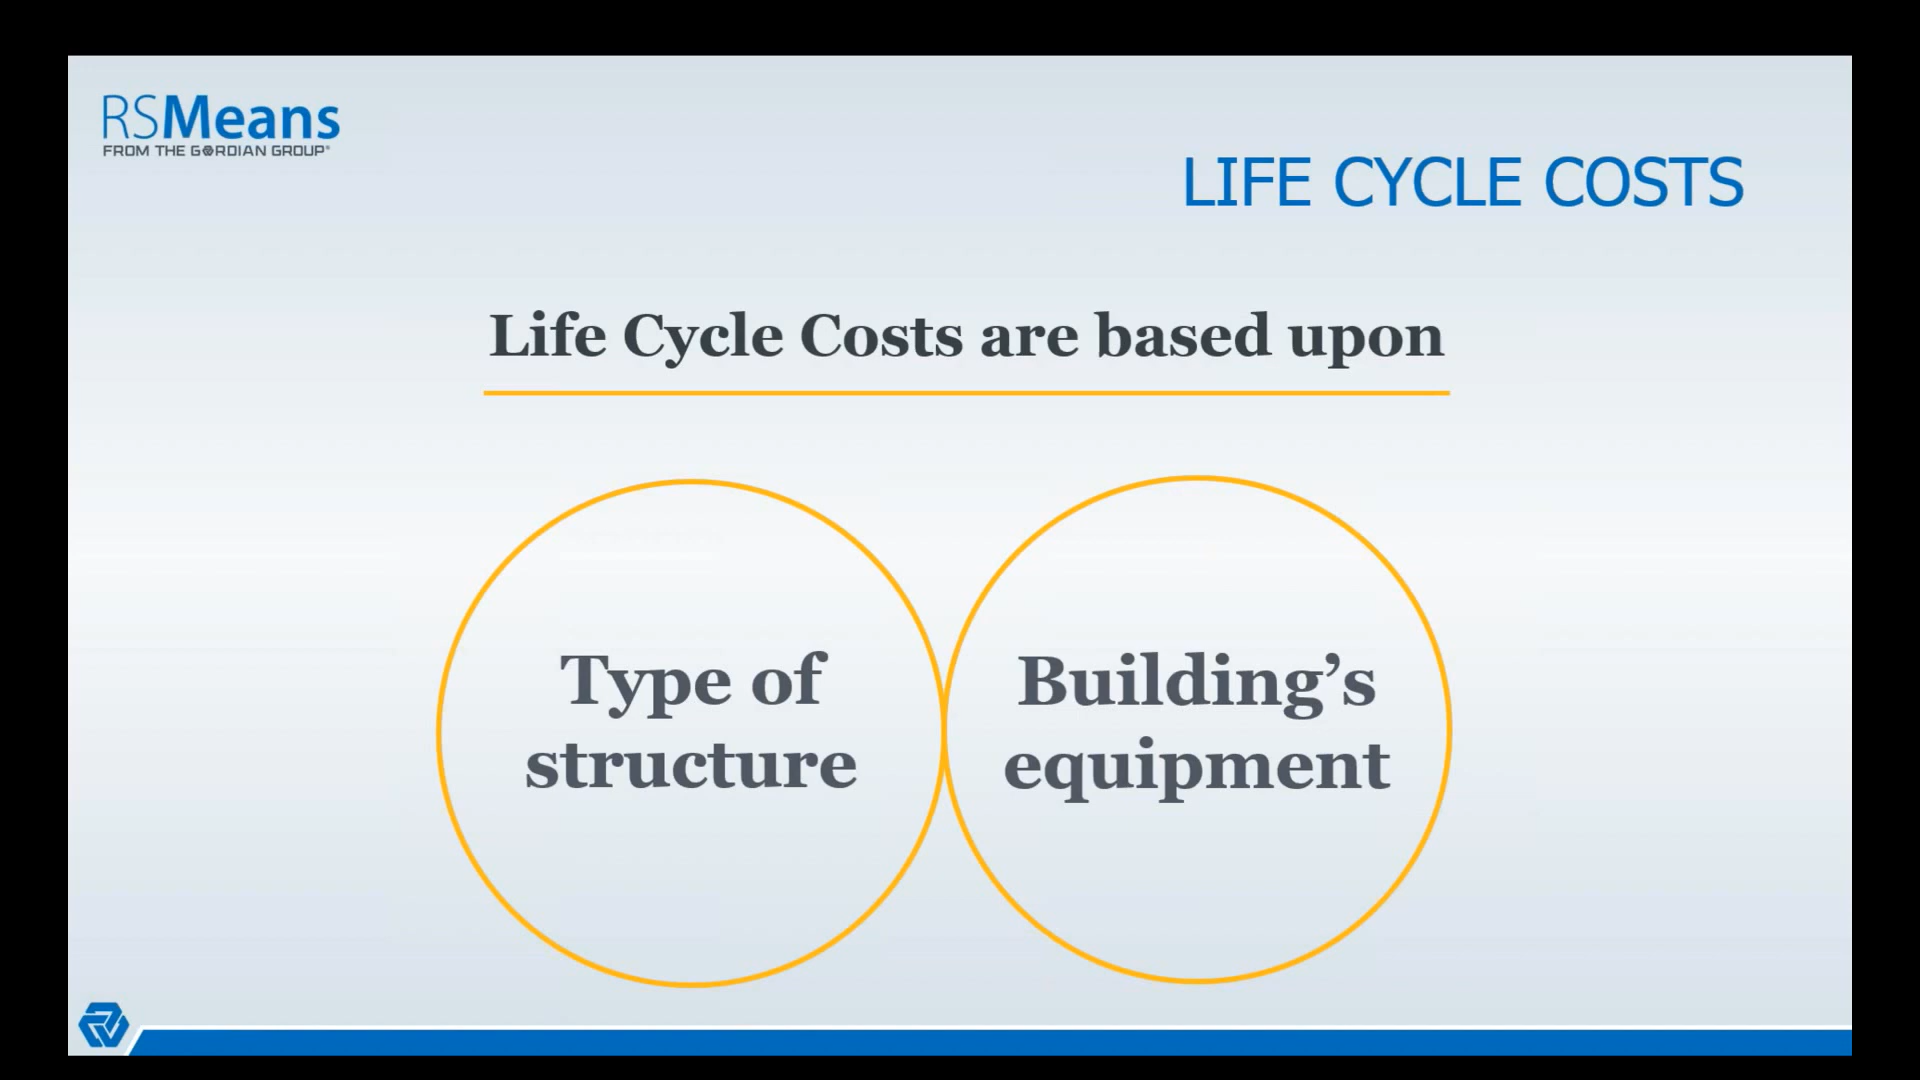 RSMeans
FROM THE GORDIAN GROUP®
LIFE CYCLE COSTS
Life Cycle Costs are based upon
Type of
structure
Building’s
equipment